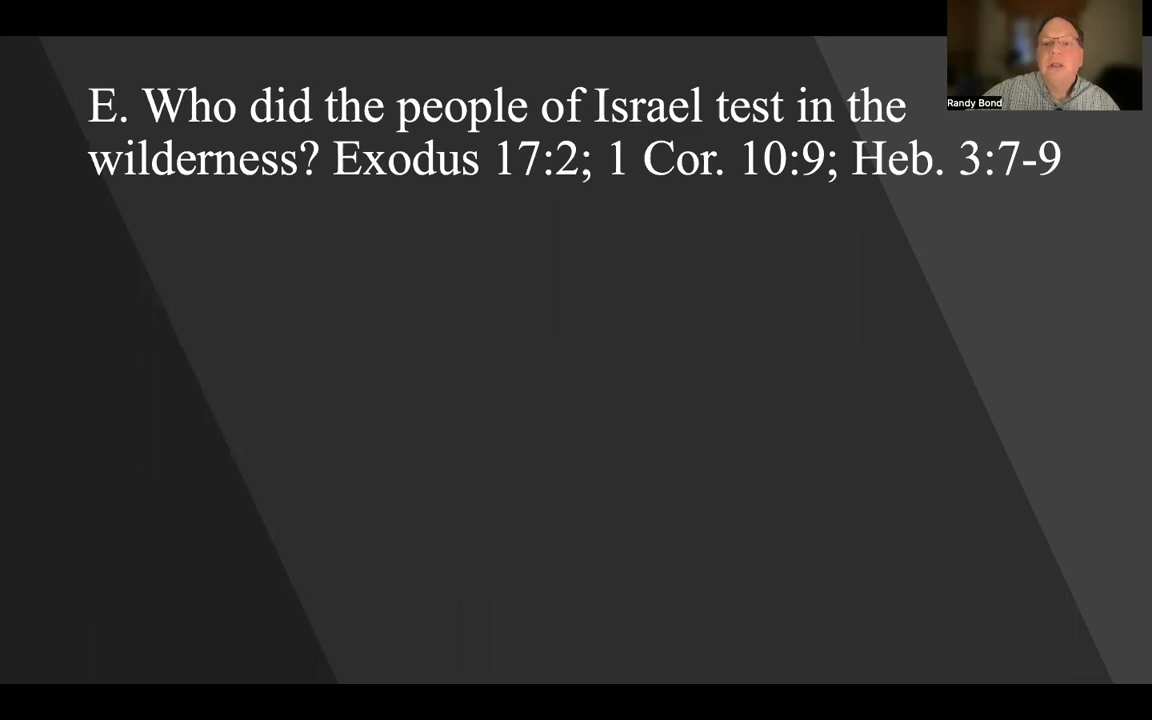 E. Who did the people of Israel test in the
wilderness? Exodus 17:2; 1 Cor. 10:9; Heb. 3:7-9
Randy Bond